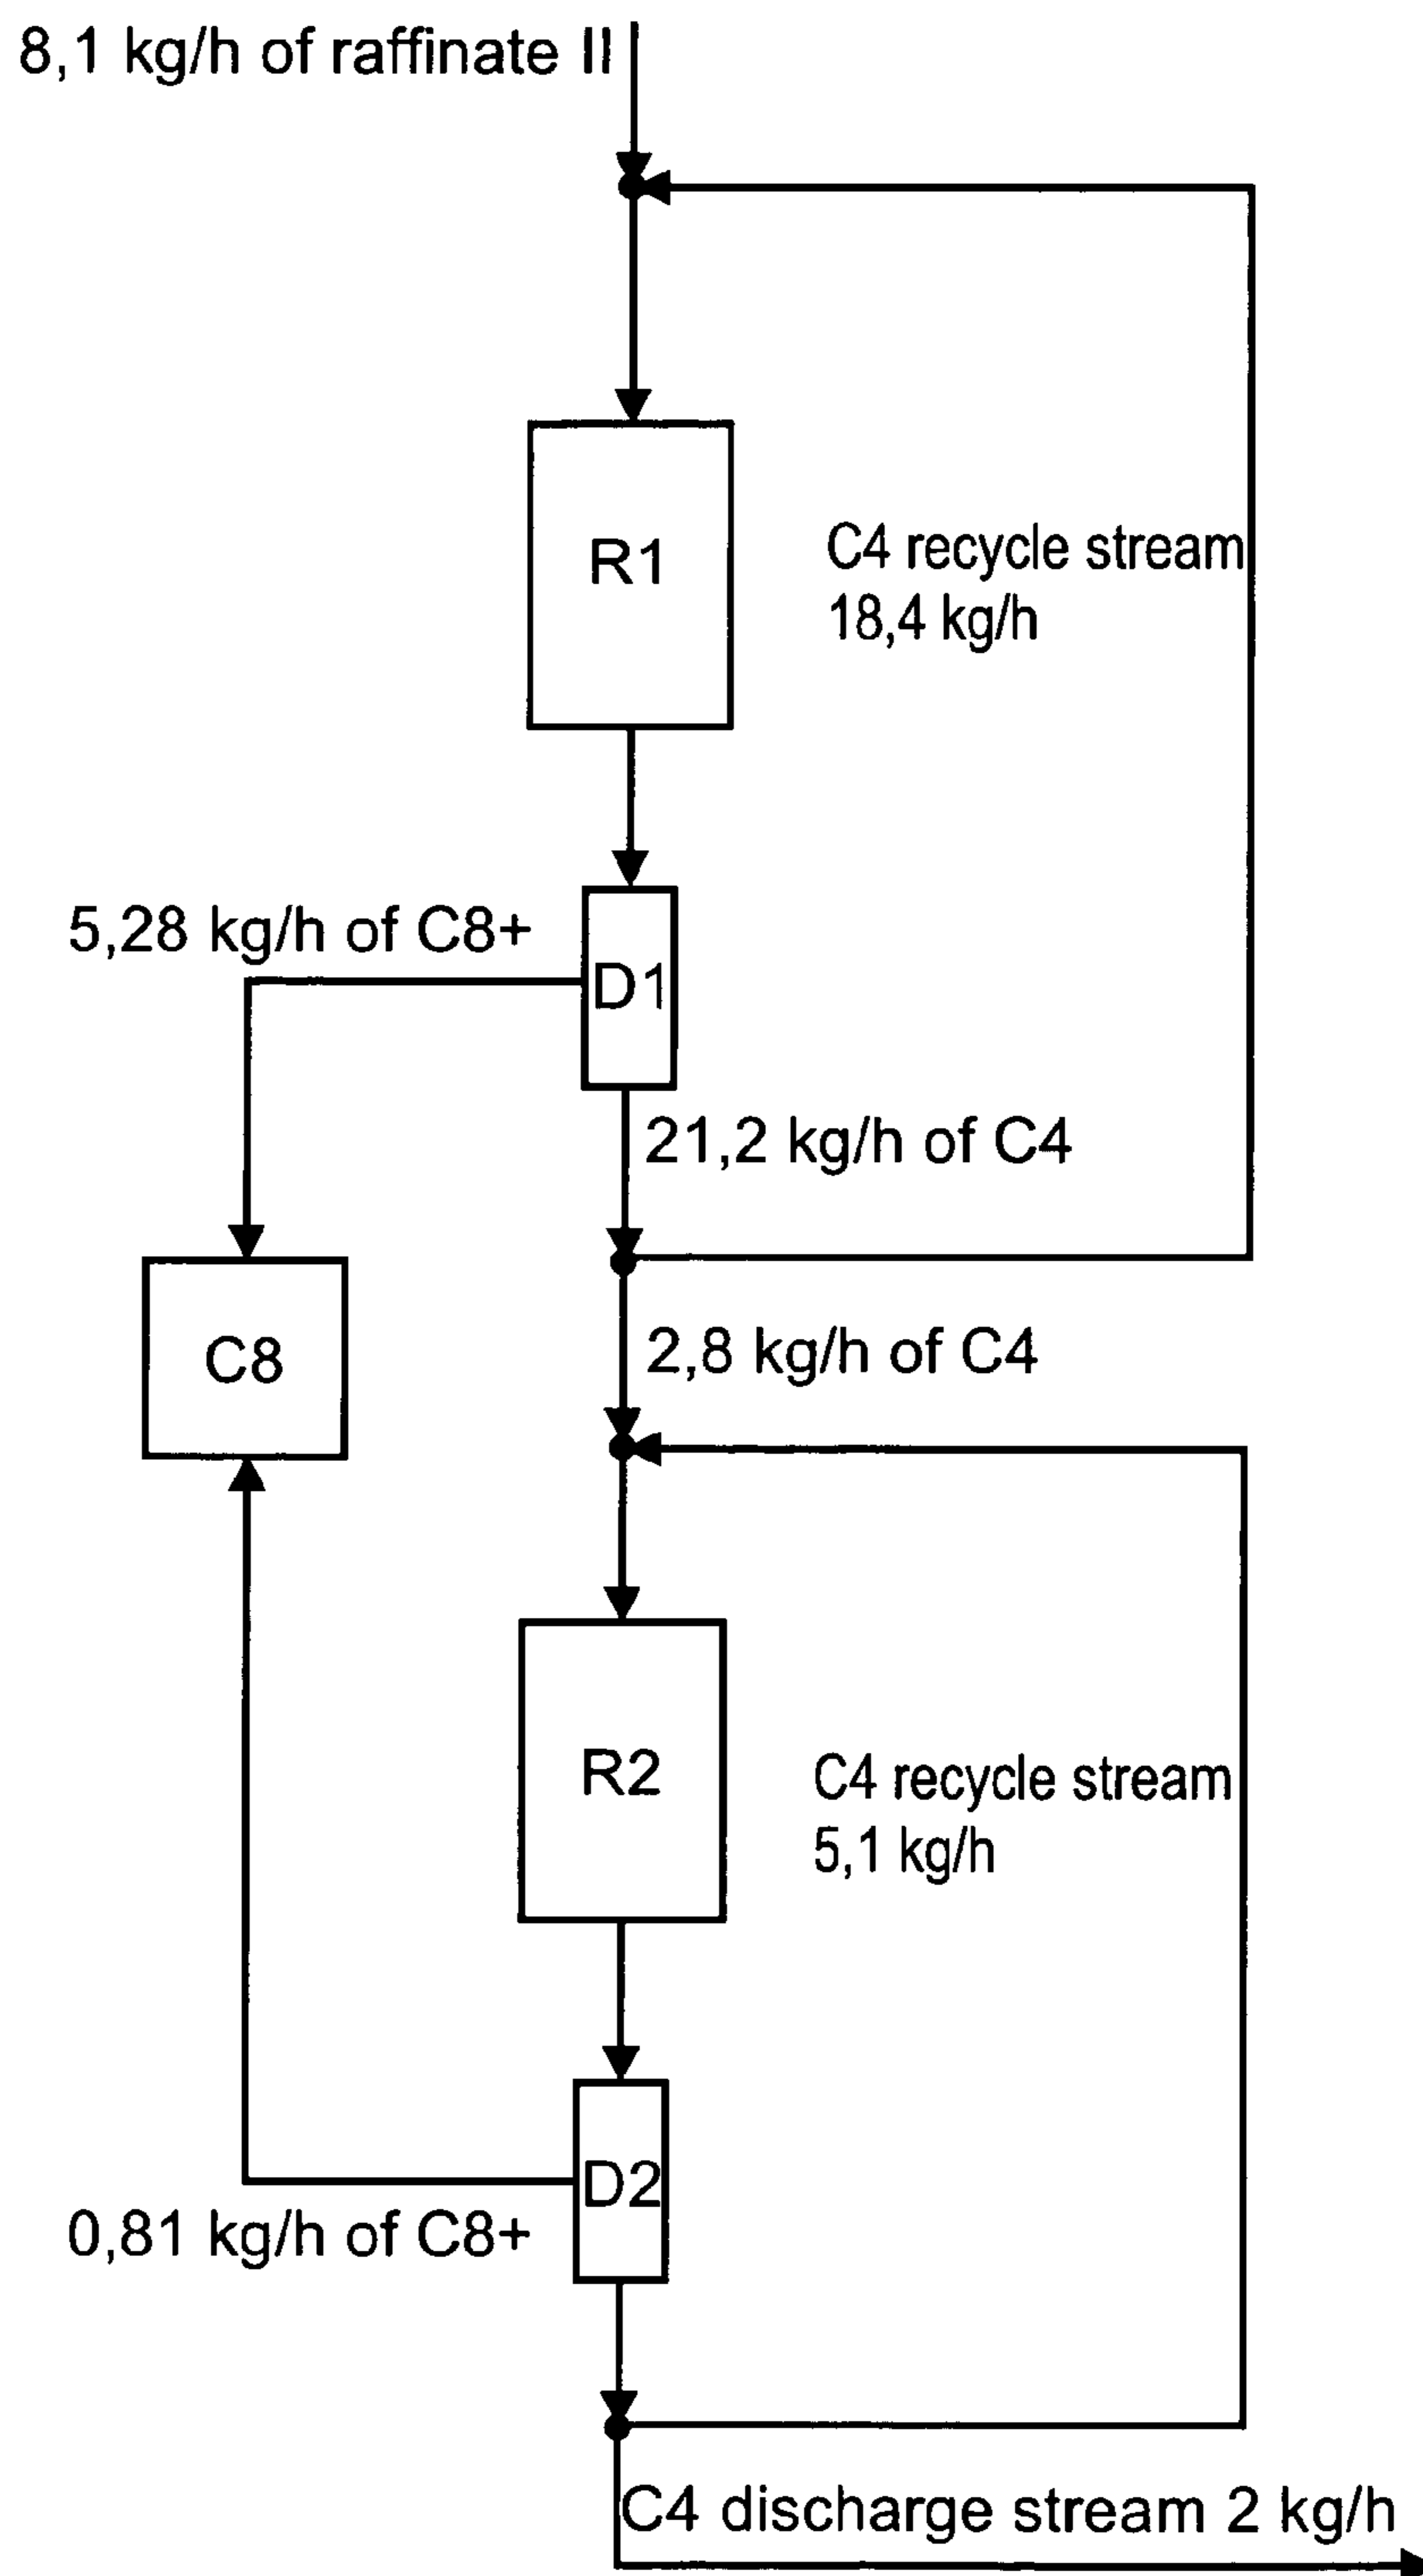 8,1 kg/h of raffinate II
R1
C4 recycle stream
18,4 kg/h
5,28 kg/h of C8+
D1
21,2 kg/h of C4
C8
2,8 kg/h of C4
R2
C4 recycle stream
5,1 kg/h
D2
0,81 kg/h of C8+
C4 discharge stream 2 kg/h